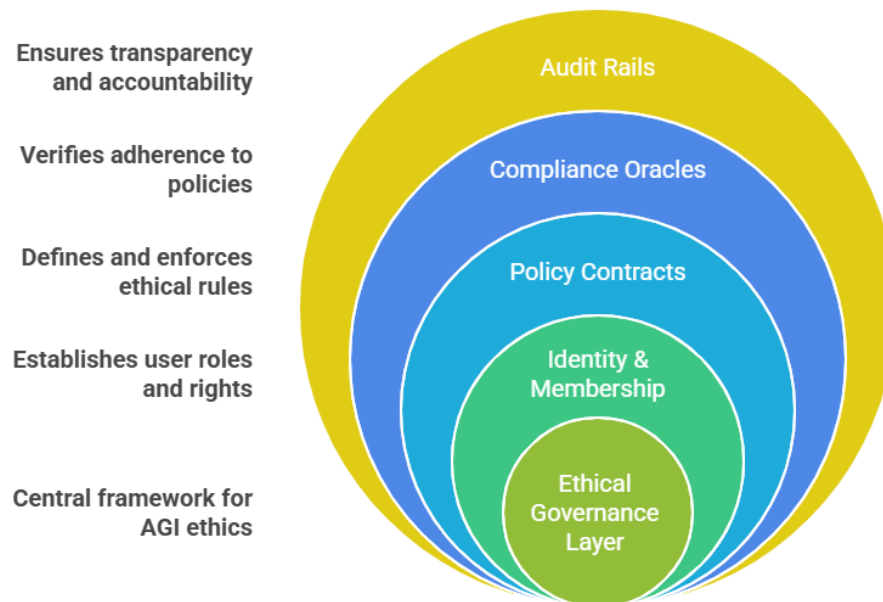 Ensures transparency
and accountability
Audit Rails
Verifies adherence to
policies
Compliance Oracles
Defines and enforces
ethical rules
Policy Contracts
Establishes user roles
and rights
Identity &
Membership
Central framework for
AGI ethics
Ethical
Governance
Layer